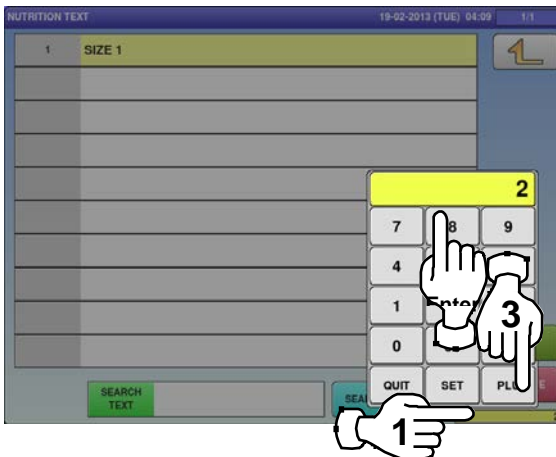 NUTRITION TEXT 19-02-2013 (TUE) 04:09 1/1
1 SIZE 1
2
7 8 9
4
1 Enter
3
0
QUIT SET
SEARCH
TEXT
1